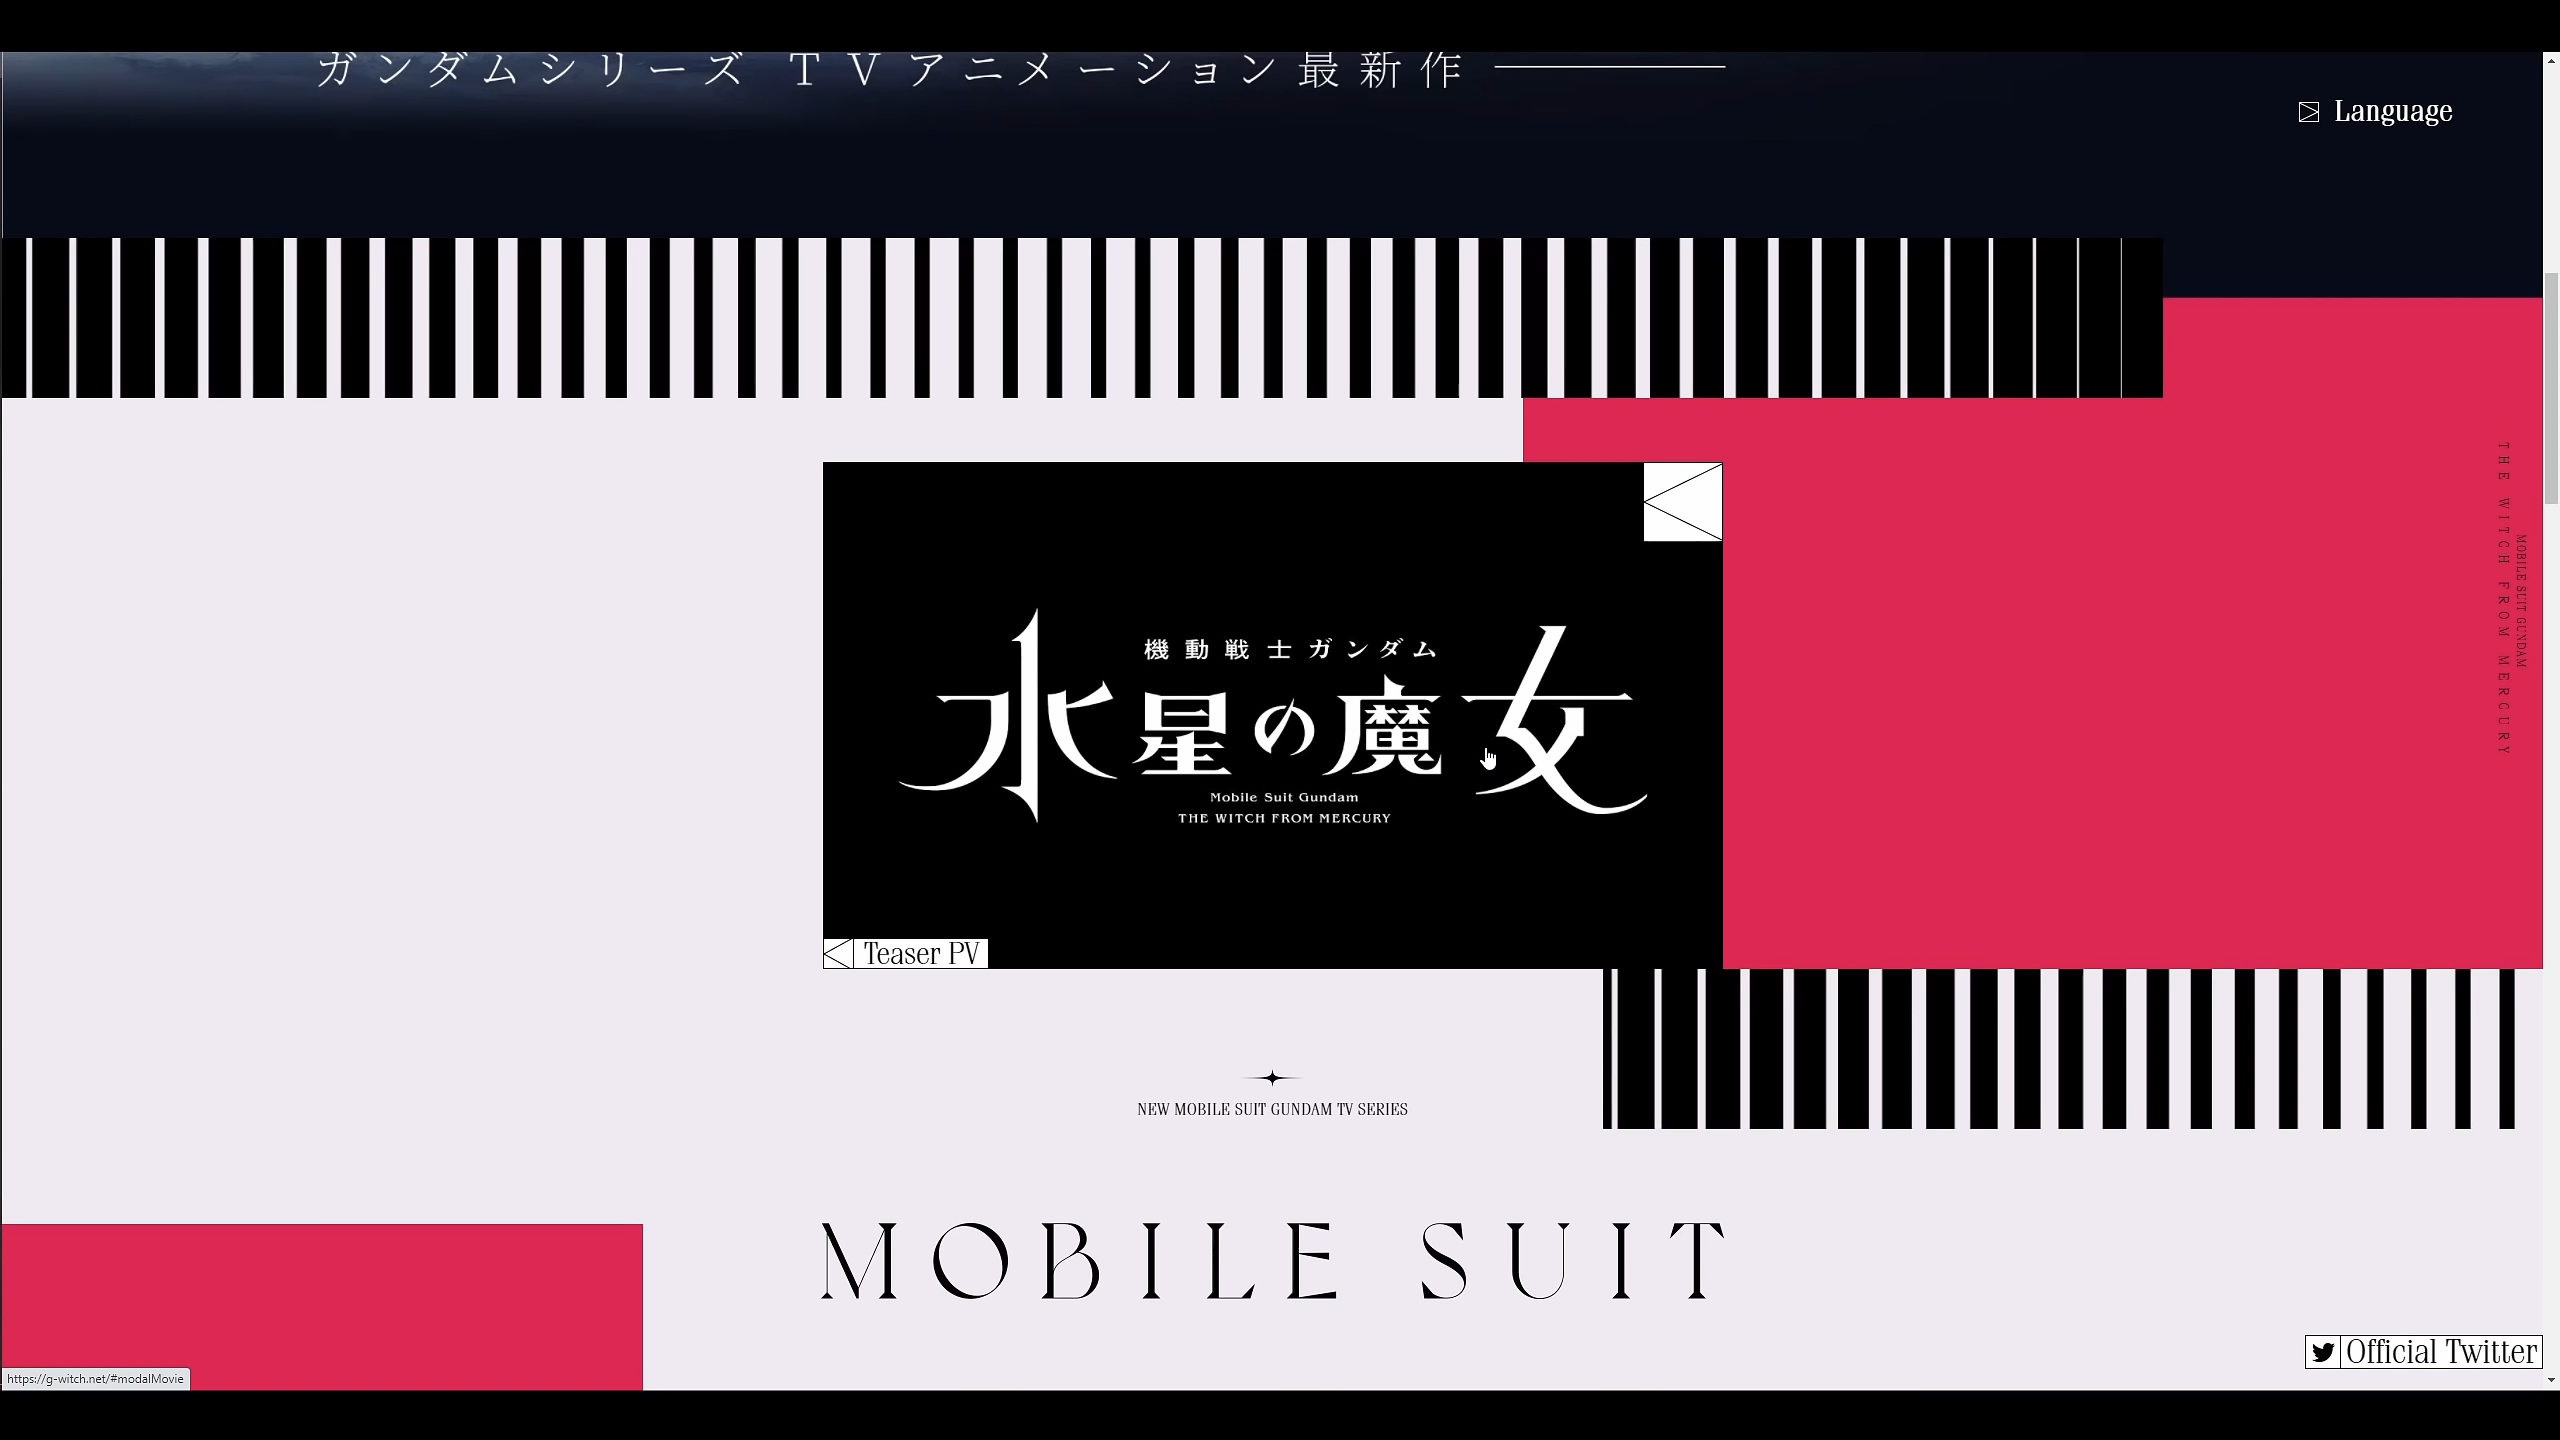 ガンダムシリーズ TVアニメーション最新作
Language
THE WITCH FROM MERCURY
MOBILE SUIT GUNDAM
機動戦士ガンダム
水星の魔女
Mobile Suit Gundam
THE WITCH FROM MERCURY
Teaser PV
NEW MOBILE SUIT GUNDAM TV SERIES
MOBILE SUIT
Official Twitter
https://g-witch.net/#modalMovie